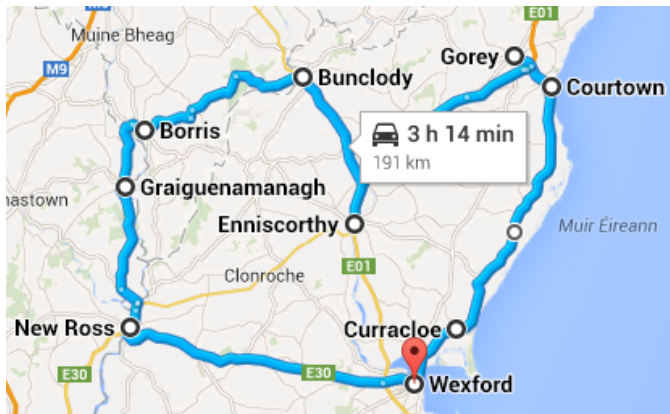 Muine Bheag
E01
M9
Bunclody
Gorey
Courtown
3 h 14 min
191 km
Borris
Graiguenamanagh
mastown
Enniscorthy
Muir Éireann
E01
Clonroche
New Ross
Curracloe
E30
E30
Wexford